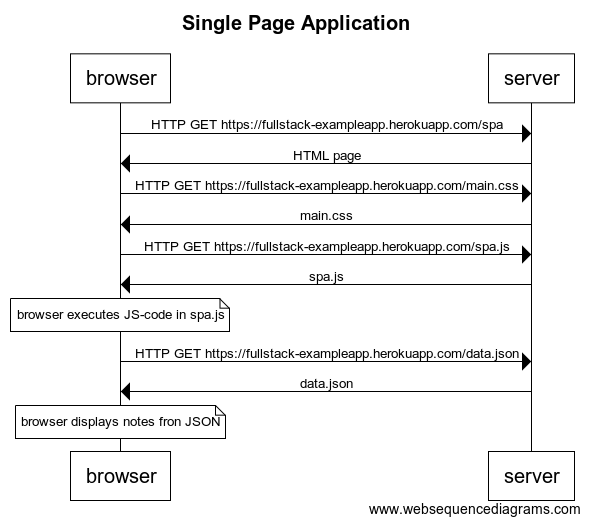 Single Page Application
browser server
HTTP GET https://fullstack-exampleapp.herokuapp.com/spa
HTML page
HTTP GET https://fullstack-exampleapp.herokuapp.com/main.css
main.css
HTTP GET https://fullstack-exampleapp.herokuapp.com/spa.js
spa.js
browser executes JS-code in spa.js
HTTP GET https://fullstack-exampleapp.herokuapp.com/data.json
data.json
browser displays notes fron JSON
browser server
www.websequencediagrams.com